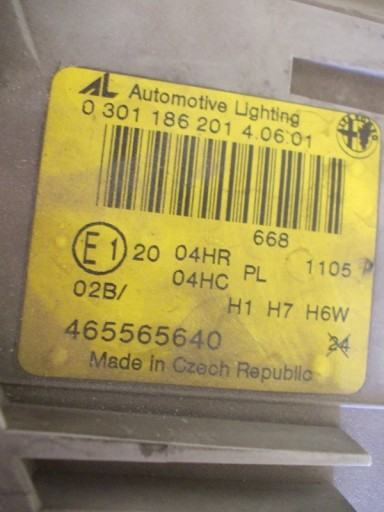 AL Automotive Lighting
0 301 186 201 4.06.01
668
E1 20 04HR PL 1105 P
02B/ 04HC
H1 H7 H6W
465565640 24
Made in Czech Republic